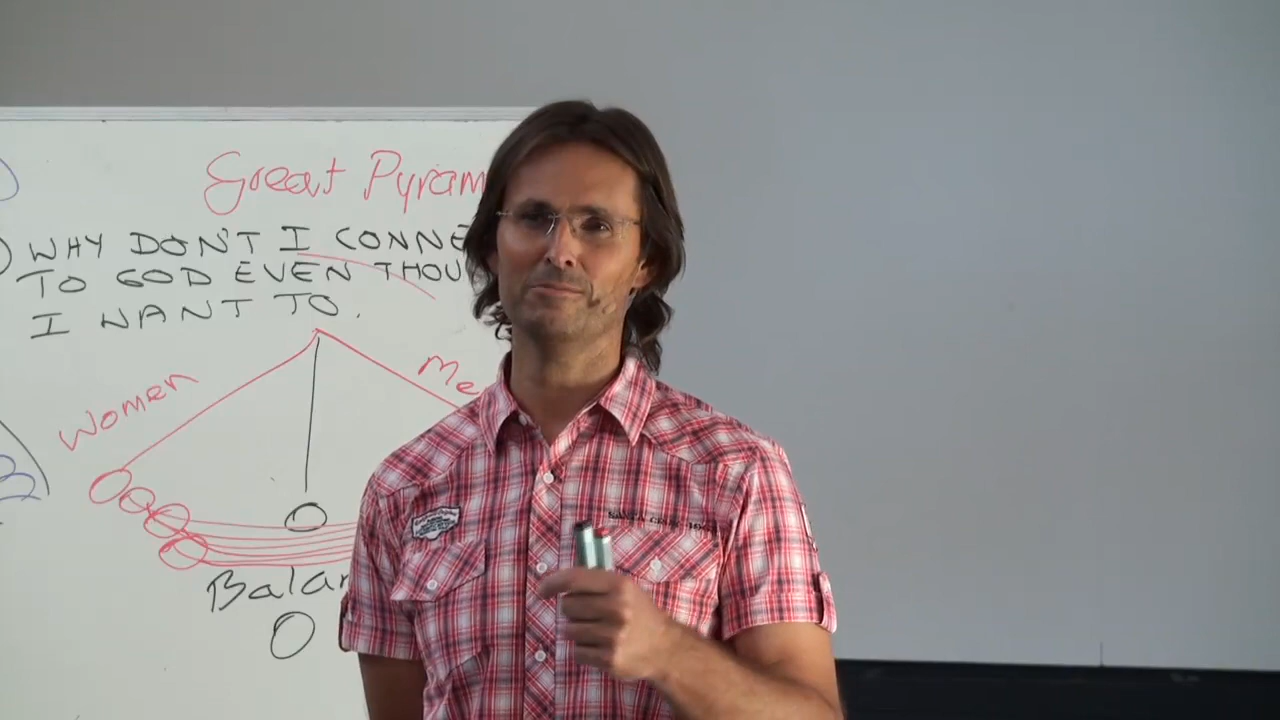 Great Pyram
WHY DON'T I CONNE
TO GOD EVEN THOU
I WANT TO.
Women
Me
Balan